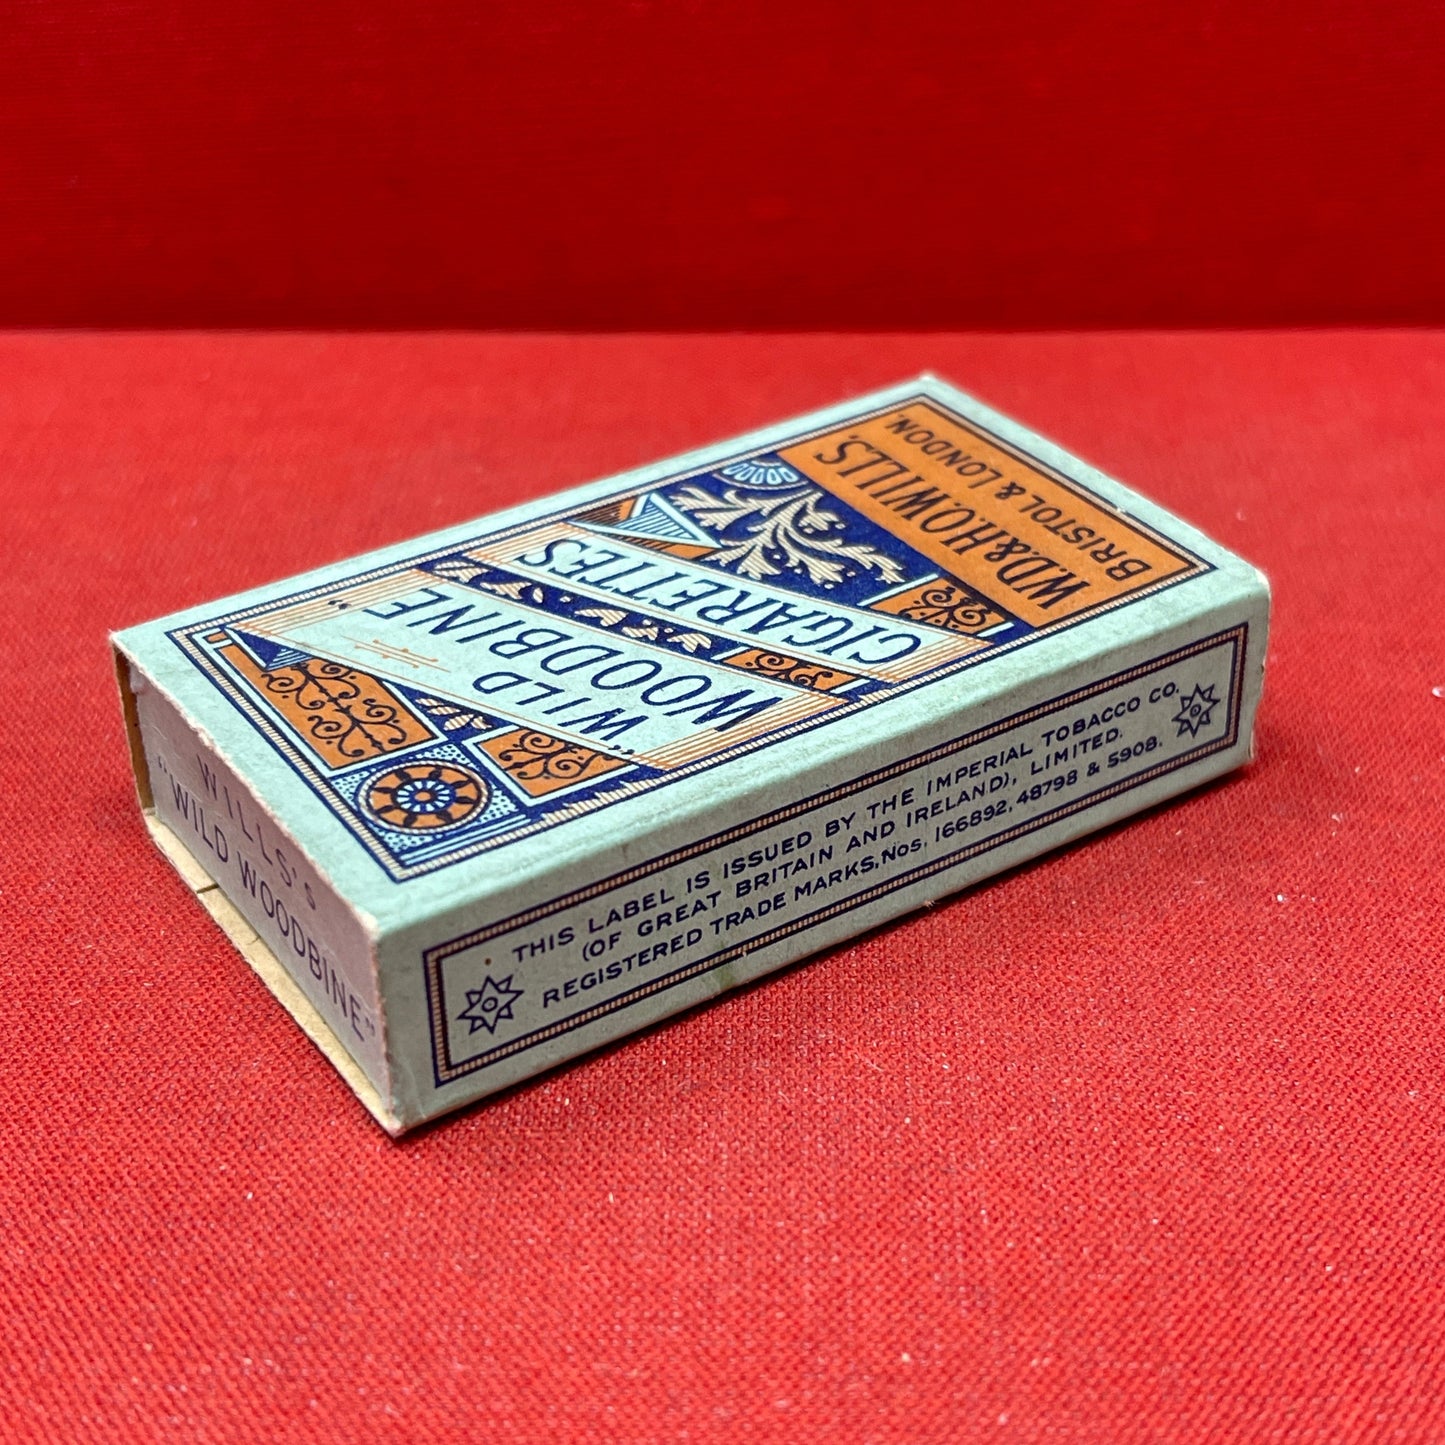 "WILD
WOODBINE"
CIGARETTES
W.D.& H.O. WILLS.
BRISTOL & LONDON.
THIS LABEL IS ISSUED BY THE IMPERIAL TOBACCO CO.
(OF GREAT BRITAIN AND IRELAND), LIMITED.
REGISTERED TRADE MARKS, Nos. 166892, 48798 & 5908.
WILLS'S
"WILD WOODBINE"